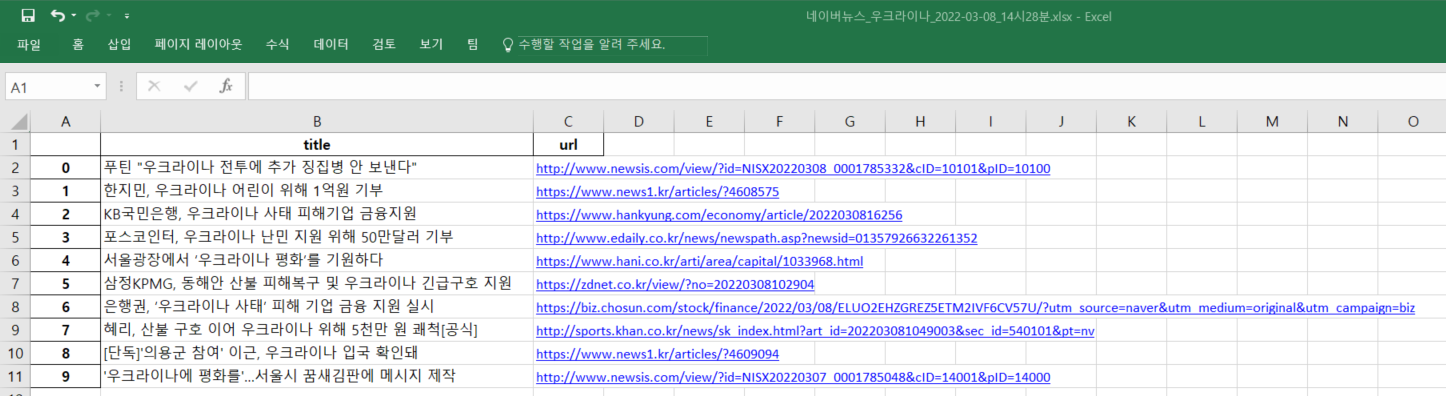 네이버뉴스_우크라이나_2022-03-08_14시28분.xlsx - Excel
파일 홈 삽입 페이지 레이아웃 수식 데이터 검토 보기 팀 수행할 작업을 알려 주세요.
A1 fx
A B C D E F G H I J K L M N O
1 title url
2 0 푸틴 "우크라이나 전투에 추가 징집병 안 보낸다" http://www.newsis.com/view/?id=NISX20220308_0001785332&cID=10101&pID=10100
3 1 한지민, 우크라이나 어린이 위해 1억원 기부 https://www.news1.kr/articles/?4608575
4 2 KB국민은행, 우크라이나 사태 피해기업 금융지원 https://www.hankyung.com/economy/article/2022030816256
5 3 포스코인터, 우크라이나 난민 지원 위해 50만달러 기부 http://www.edaily.co.kr/news/newspath.asp?newsid=01357926632261352
6 4 서울광장에서 ‘우크라이나 평화’를 기원하다 https://www.hani.co.kr/arti/area/capital/1033968.html
7 5 삼정KPMG, 동해안 산불 피해복구 및 우크라이나 긴급구호 지원 https://zdnet.co.kr/view/?no=20220308102904
8 6 은행권, ‘우크라이나 사태’ 피해 기업 금융 지원 실시 https://biz.chosun.com/stock/finance/2022/03/08/ELUO2EHZGREZ5ETM2IVF6CV57U/?utm_source=naver&utm_medium=original&utm_campaign=biz
9 7 혜리, 산불 구호 이어 우크라이나 위해 5천만 원 쾌척[공식] http://sports.khan.co.kr/news/sk_index.html?art_id=202203081049003&sec_id=540101&pt=nv
10 8 [단독]'의용군 참여' 이근, 우크라이나 입국 확인돼 https://www.news1.kr/articles/?4609094
11 9 '우크라이나에 평화를'…서울시 꿈새김판에 메시지 제작 http://www.newsis.com/view/?id=NISX20220307_0001785048&cID=14001&pID=14000